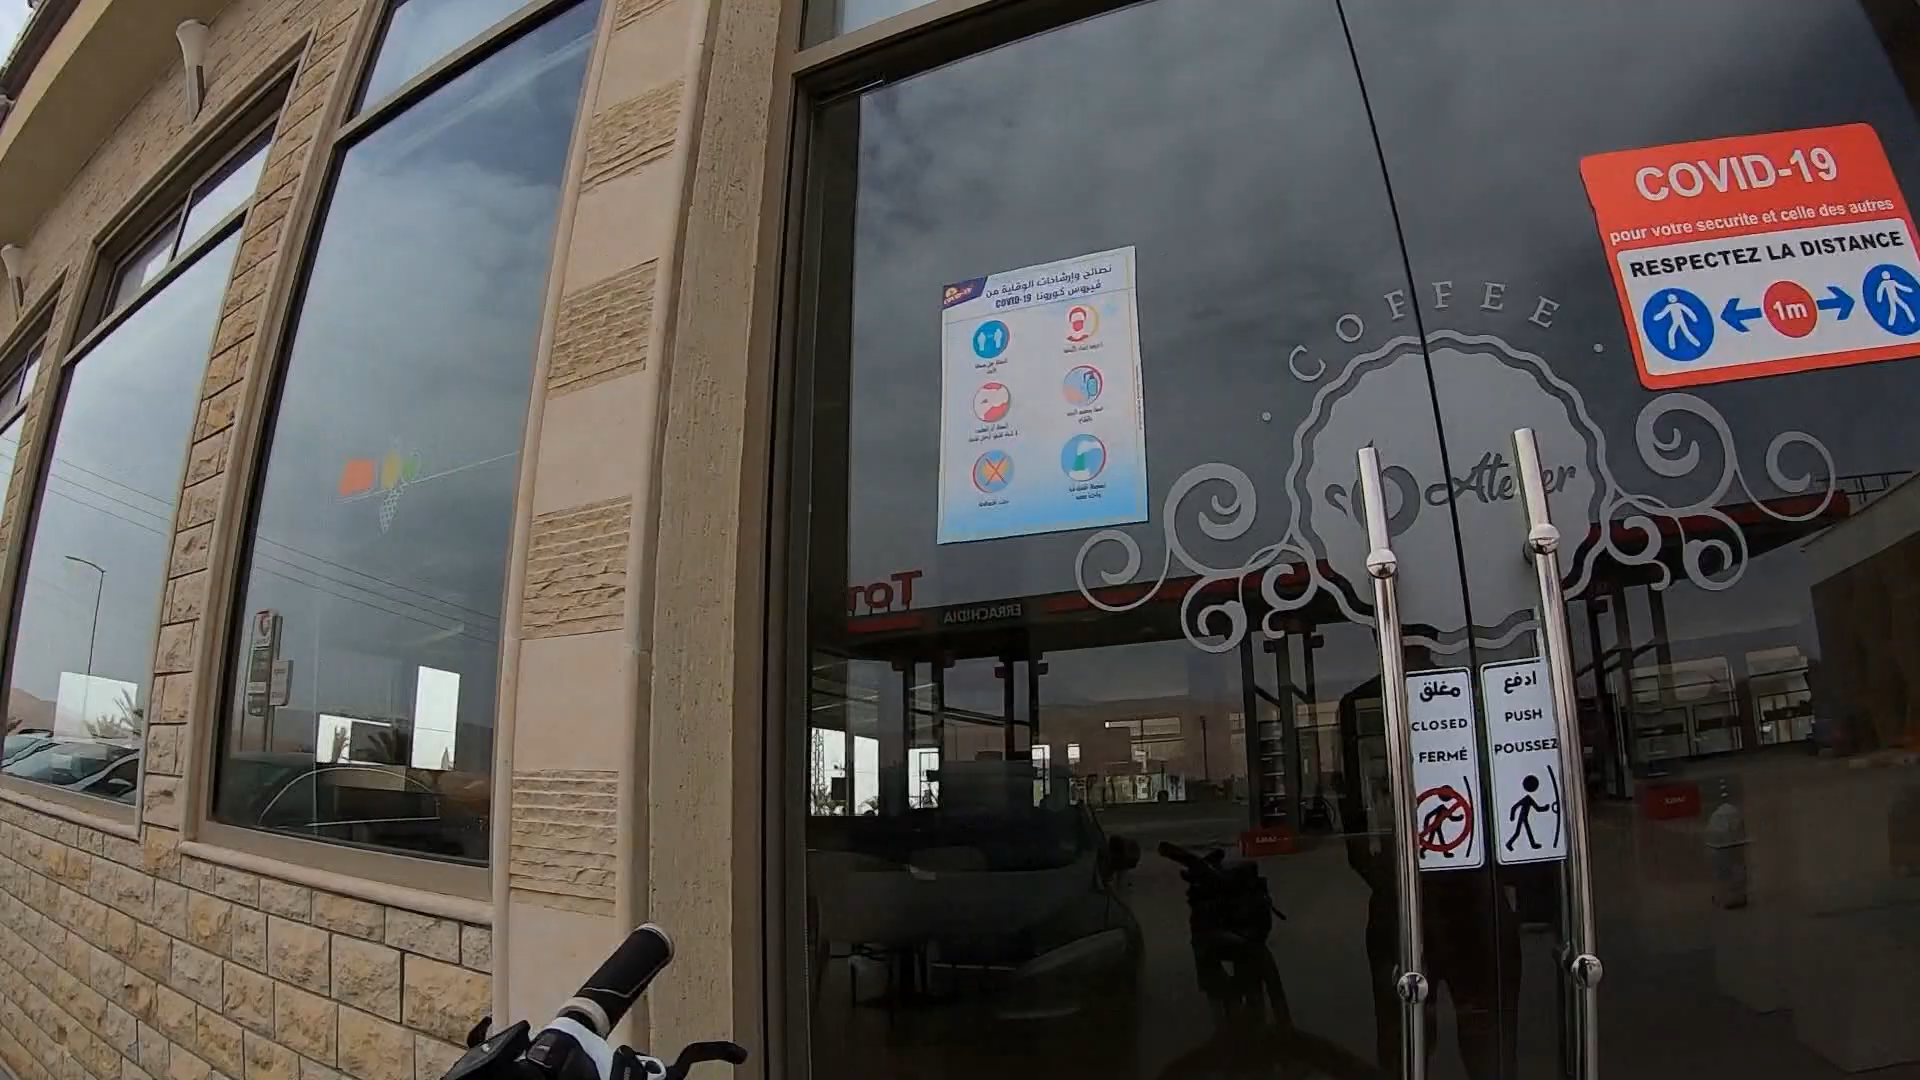 نصائح وإرشادات الوقاية من
ڤيروس كورونا COVID-19
COFFEE
Atelier
COVID-19
pour votre securite et celle des autres
RESPECTEZ LA DISTANCE
1m
ERRACHIDIA
مغلق
CLOSED
FERMÉ
ادفع
PUSH
POUSSEZ